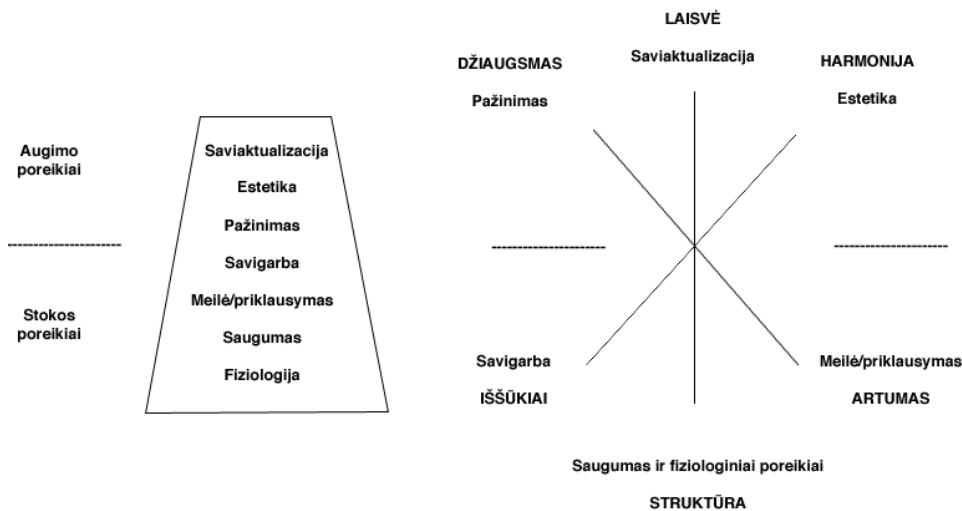 Augimo
poreikiai
Stokos
poreikiai
Saviaktualizacija
Estetika
Pažinimas
Savigarba
Meilė/priklausymas
Saugumas
Fiziologija
LAISVĖ
Saviaktualizacija
DŽIAUGSMAS
Pažinimas
HARMONIJA
Estetika
Savigarba
IŠŠŪKIAI
Meilė/priklausymas
ARTUMAS
Saugumas ir fiziologiniai poreikiai
STRUKTŪRA